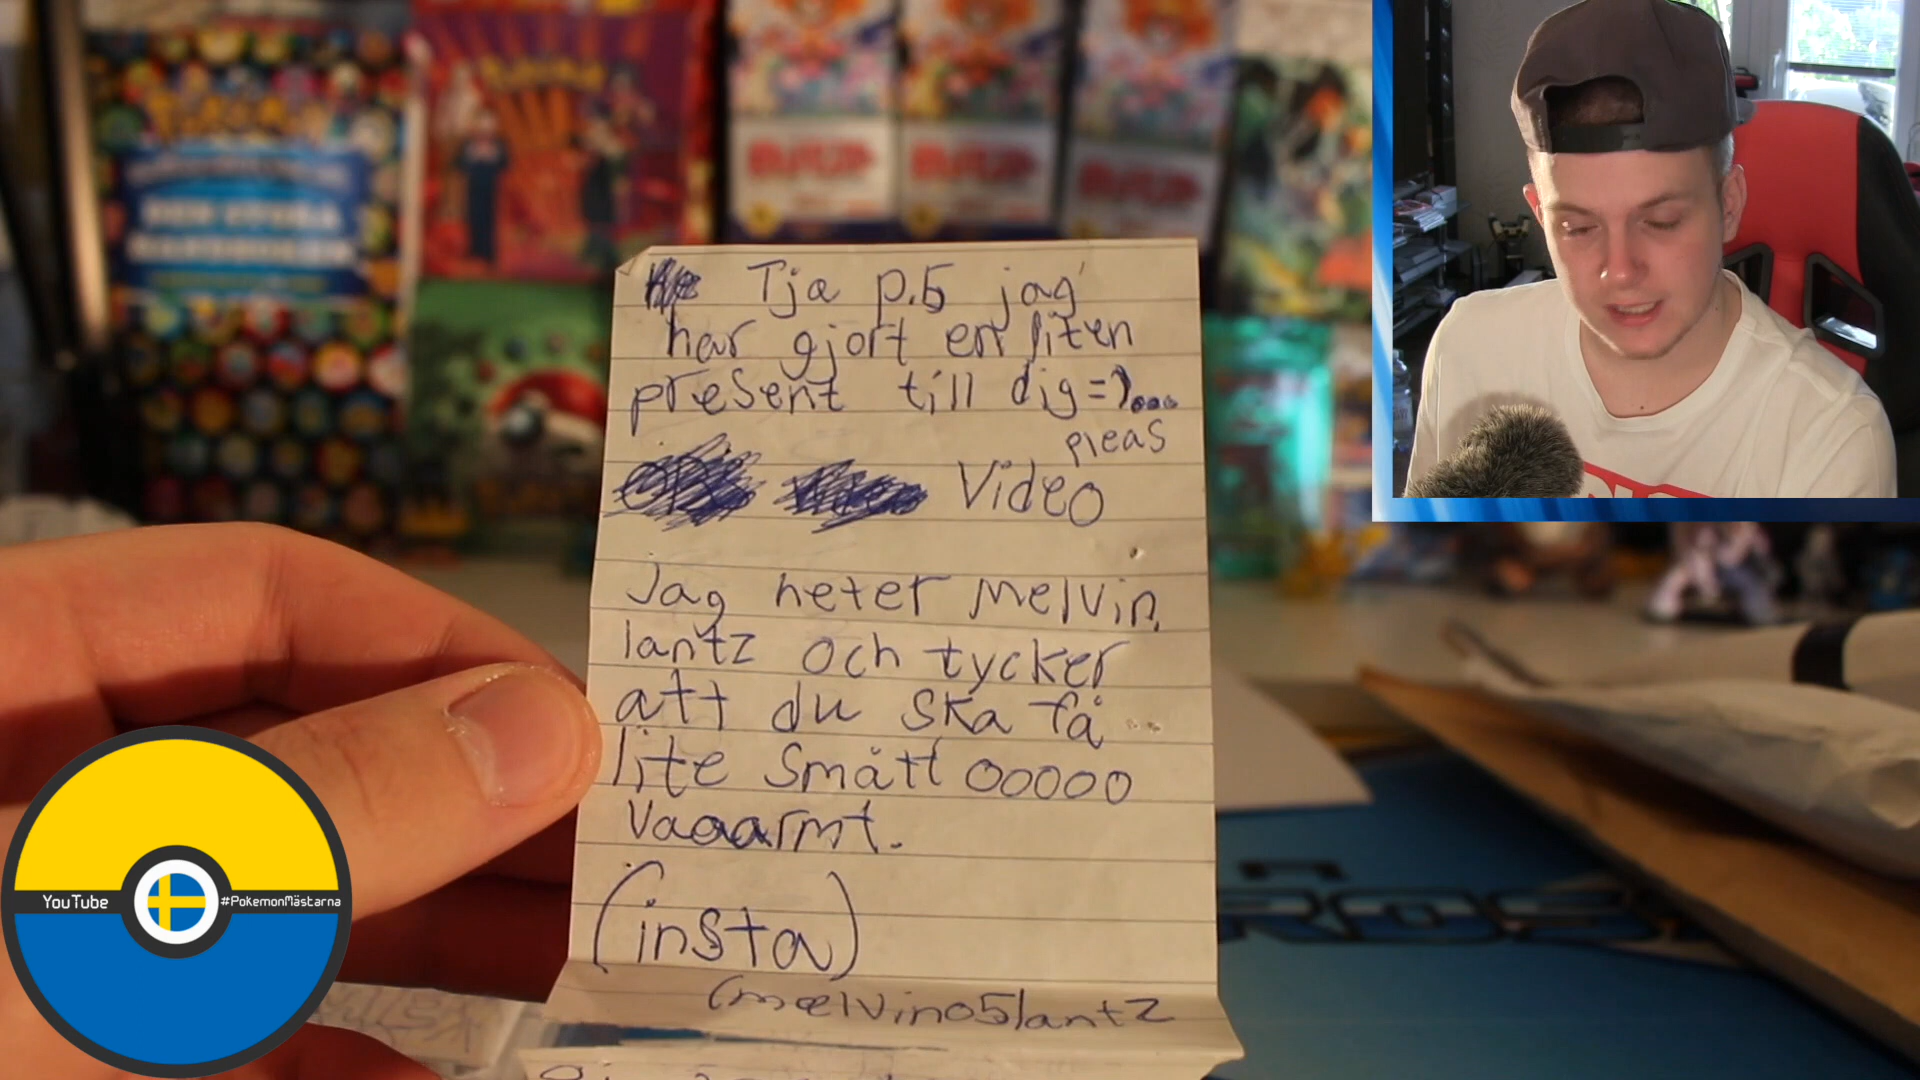 Tja p.5 jag
har gjort en liten
present till dig =)...
pleas
Video
Jag heter Melvin
lantz och tycker
att du ska få
lite smått ooooo
vaaarmt.
(insta)
(melvin05lantz
YouTube
#PokemonMästarna